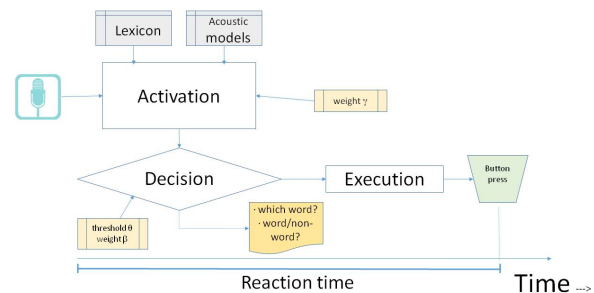 Lexicon
Acoustic
models
Activation
weight γ
Decision
Execution
Button
press
threshold θ
weight β
· which word?
· word/non-
word?
Reaction time
Time --->